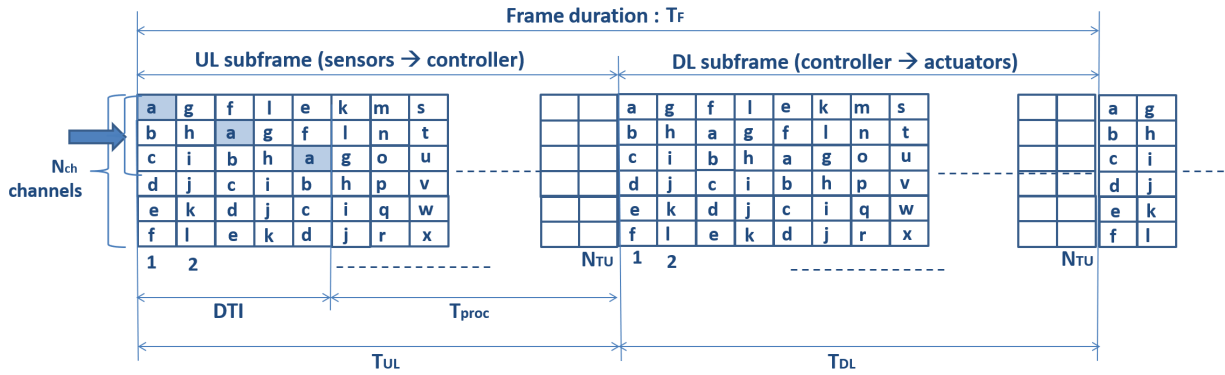 Frame duration : TF
UL subframe (sensors → controller)
DL subframe (controller → actuators)
Nch
channels
a g f l e k m s
b h a g f l n t
c i b h a g o u
d j c i b h p v
e k d j c i q w
f l e k d j r x
a g f l e k m s
b h a g f l n t
c i b h a g o u
d j c i b h p v
e k d j c i q w
f l e k d j r x
a g
b h
c i
d j
e k
f l
1 2
NTU
1 2
NTU
DTI
Tproc
TUL
TDL